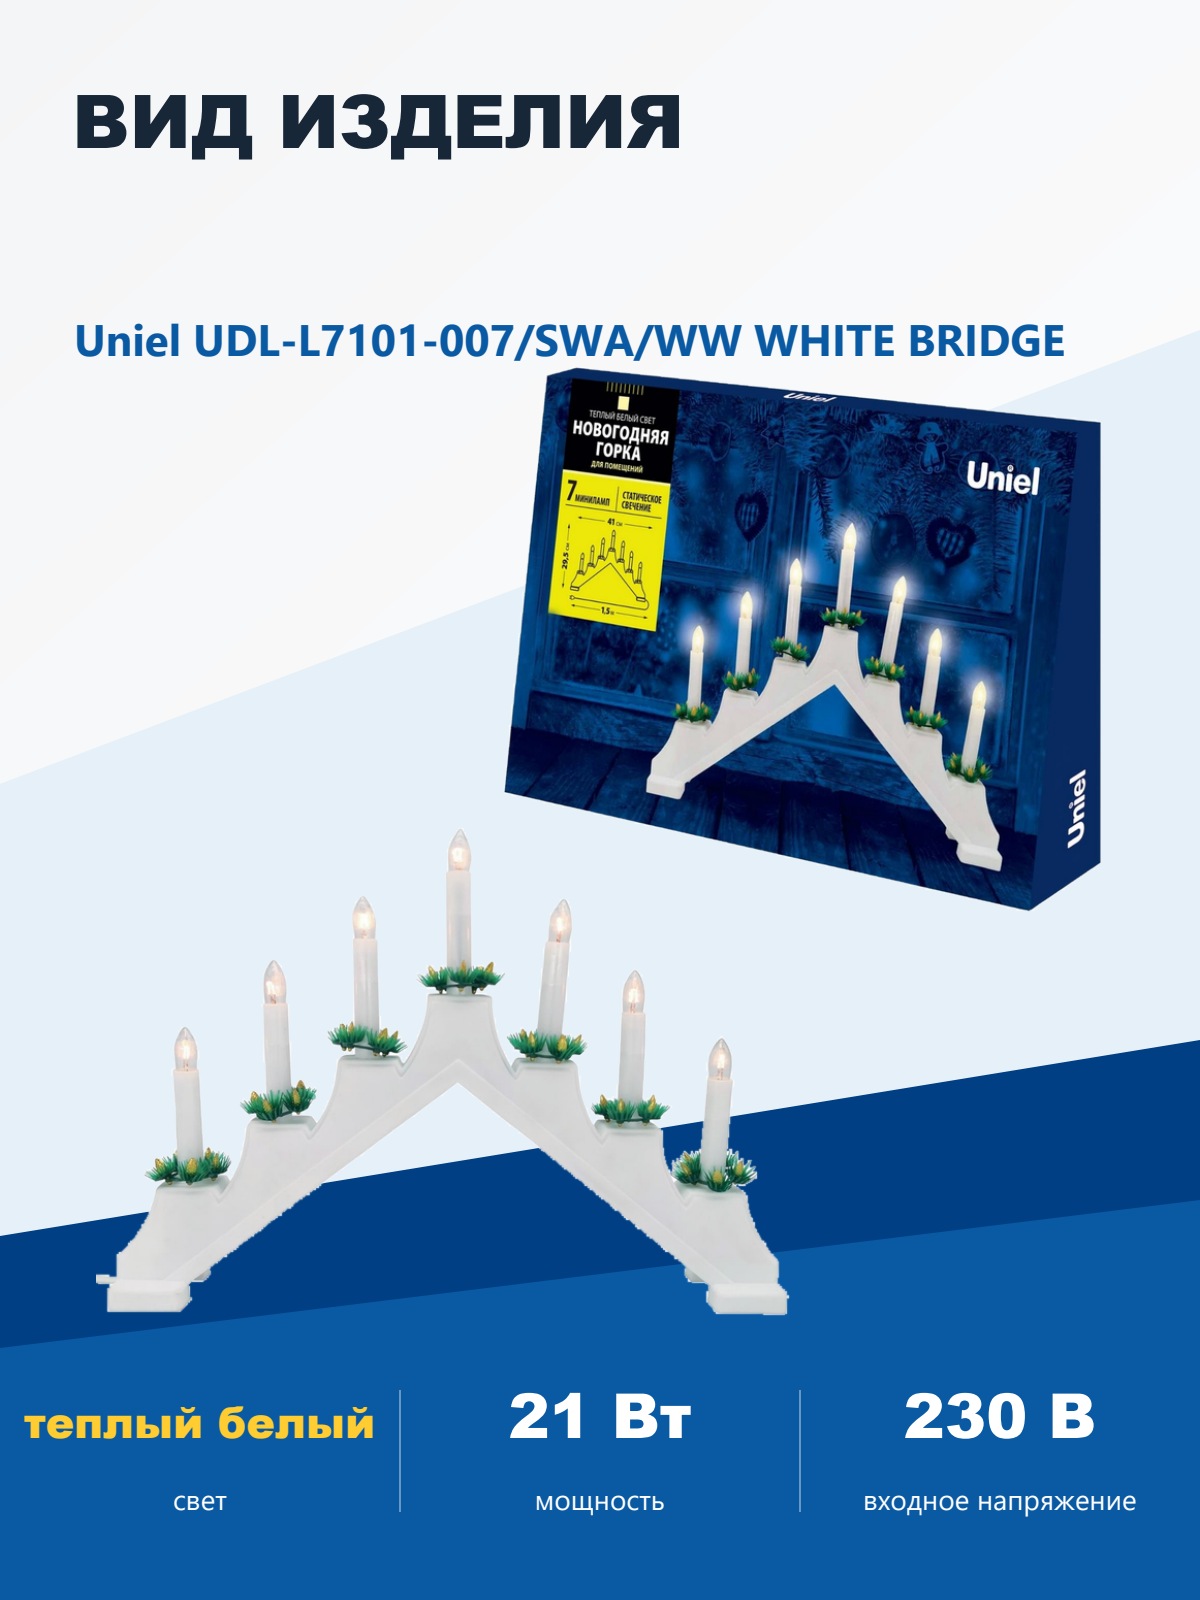 ВИД ИЗДЕЛИЯ
Uniel UDL-L7101-007/SWA/WW WHITE BRIDGE
Uniel
ТЕПЛЫЙ БЕЛЫЙ СВЕТ
НОВОГОДНЯЯ
ГОРКА
ДЛЯ ПОМЕЩЕНИЙ
7 МИНИЛАМП
СТАТИЧЕСКОЕ
СВЕЧЕНИЕ
41 см
29,5 см
1,5 м
Uniel
Uniel
теплый белый
свет
21 Вт
мощность
230 В
входное напряжение